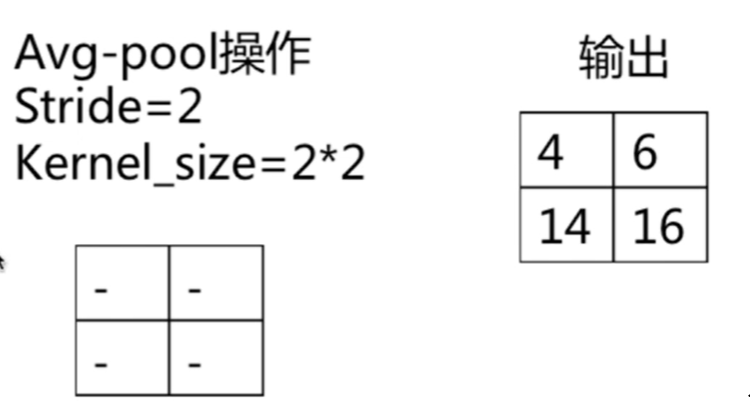 Avg-pool操作
Stride=2
Kernel_size=2*2
- -
- -
输出
4 6
14 16